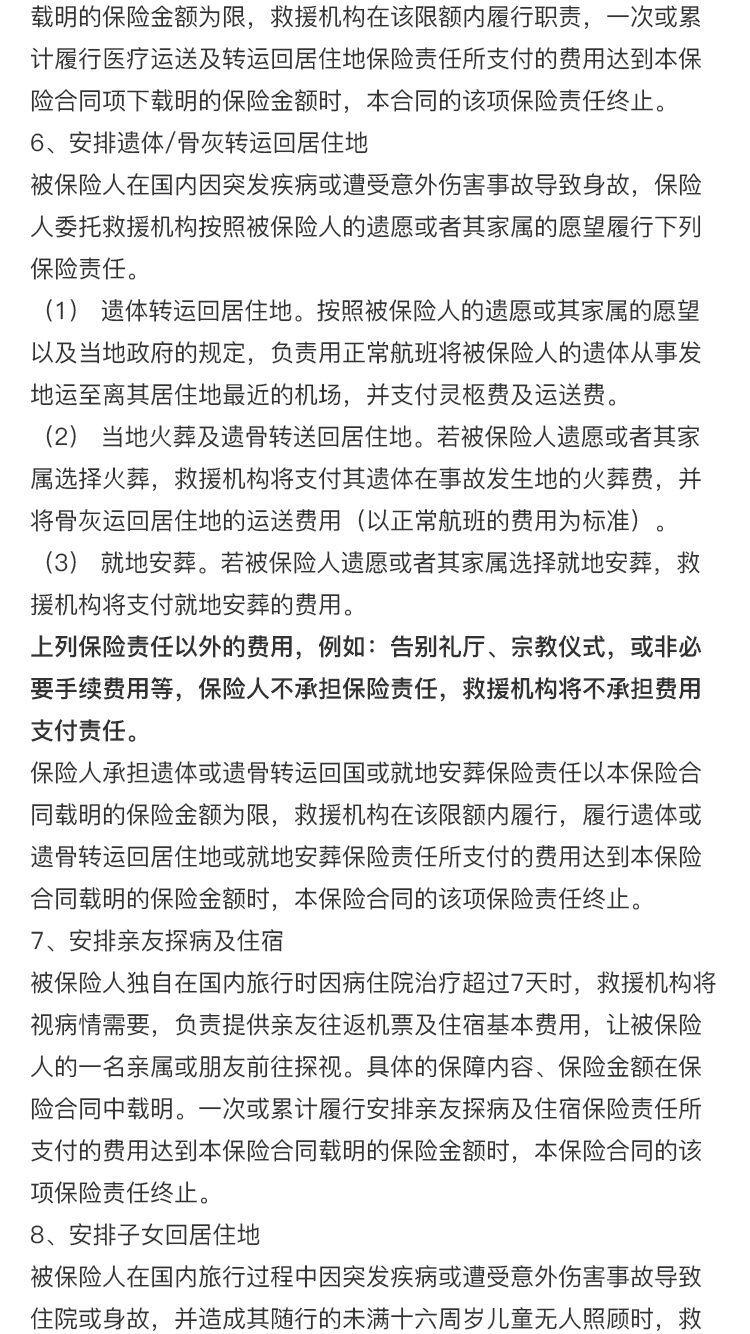 载明的保险金额为限，救援机构在该限额内履行职责，一次或累
计履行医疗运送及转运回居住地保险责任所支付的费用达到本保
险合同项下载明的保险金额时，本合同的该项保险责任终止。
6、安排遗体/骨灰转运回居住地
被保险人在国内因突发疾病或遭受意外伤害事故导致身故，保险
人委托救援机构按照被保险人的遗愿或者其家属的愿望履行下列
保险责任。
（1） 遗体转运回居住地。按照被保险人的遗愿或其家属的愿望
以及当地政府的规定，负责用正常航班将被保险人的遗体从事发
地运至离其居住地最近的机场，并支付灵柩费及运送费。
（2） 当地火葬及遗骨转送回居住地。若被保险人遗愿或者其家
属选择火葬，救援机构将支付其遗体在事故发生地的火葬费，并
将骨灰运回居住地的运送费用（以正常航班的费用为标准）。
（3） 就地安葬。若被保险人遗愿或者其家属选择就地安葬，救
援机构将支付就地安葬的费用。
上列保险责任以外的费用，例如：告别礼厅、宗教仪式，或非必
要手续费用等，保险人不承担保险责任，救援机构将不承担费用
支付责任。
保险人承担遗体或遗骨转运回国或就地安葬保险责任以本保险合
同载明的保险金额为限，救援机构在该限额内履行，履行遗体或
遗骨转运回居住地或就地安葬保险责任所支付的费用达到本保险
合同载明的保险金额时，本保险合同的该项保险责任终止。
7、安排亲友探病及住宿
被保险人独自在国内旅行时因病住院治疗超过7天时，救援机构将
视病情需要，负责提供亲友往返机票及住宿基本费用，让被保险
人的一名亲属或朋友前往探视。具体的保障内容、保险金额在保
险合同中载明。一次或累计履行安排亲友探病及住宿保险责任所
支付的费用达到本保险合同载明的保险金额时，本保险合同的该
项保险责任终止。
8、安排子女回居住地
被保险人在国内旅行过程中因突发疾病或遭受意外伤害事故导致
住院或身故，并造成其随行的未满十六周岁儿童无人照顾时，救